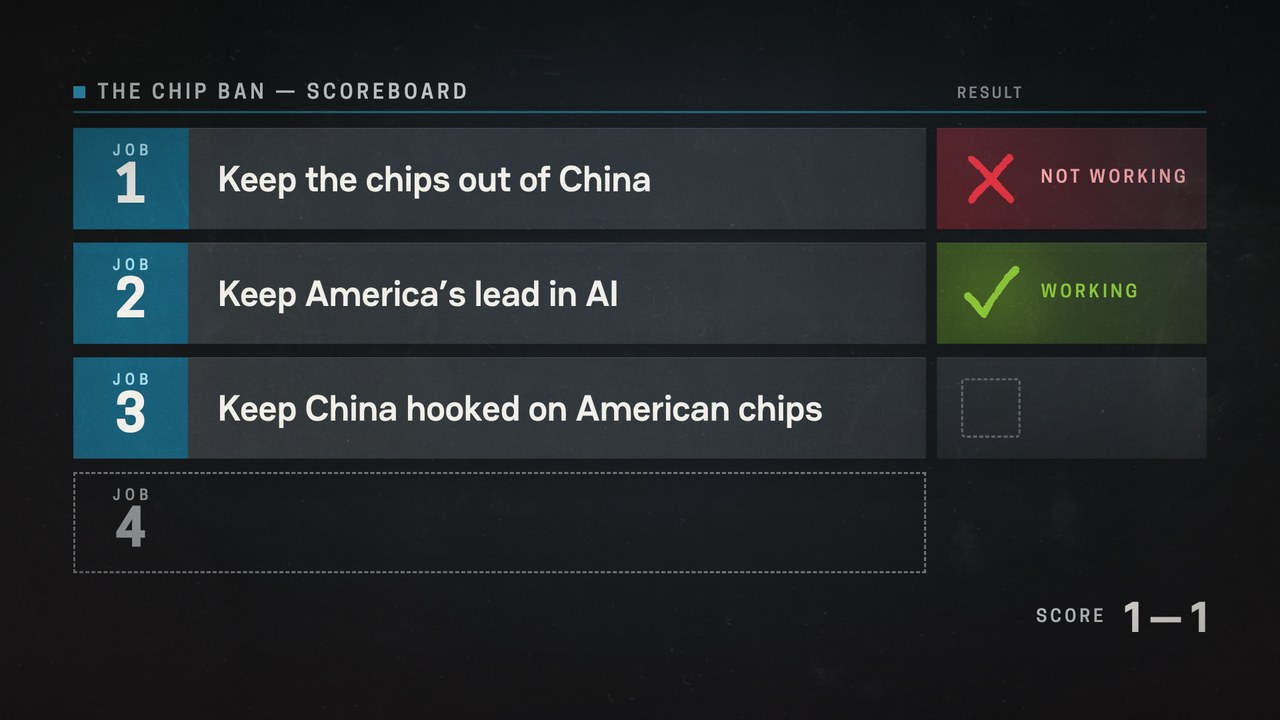 THE CHIP BAN — SCOREBOARD
RESULT
JOB
1
Keep the chips out of China
NOT WORKING
JOB
2
Keep America’s lead in AI
WORKING
JOB
3
Keep China hooked on American chips
JOB
4
SCORE 1—1